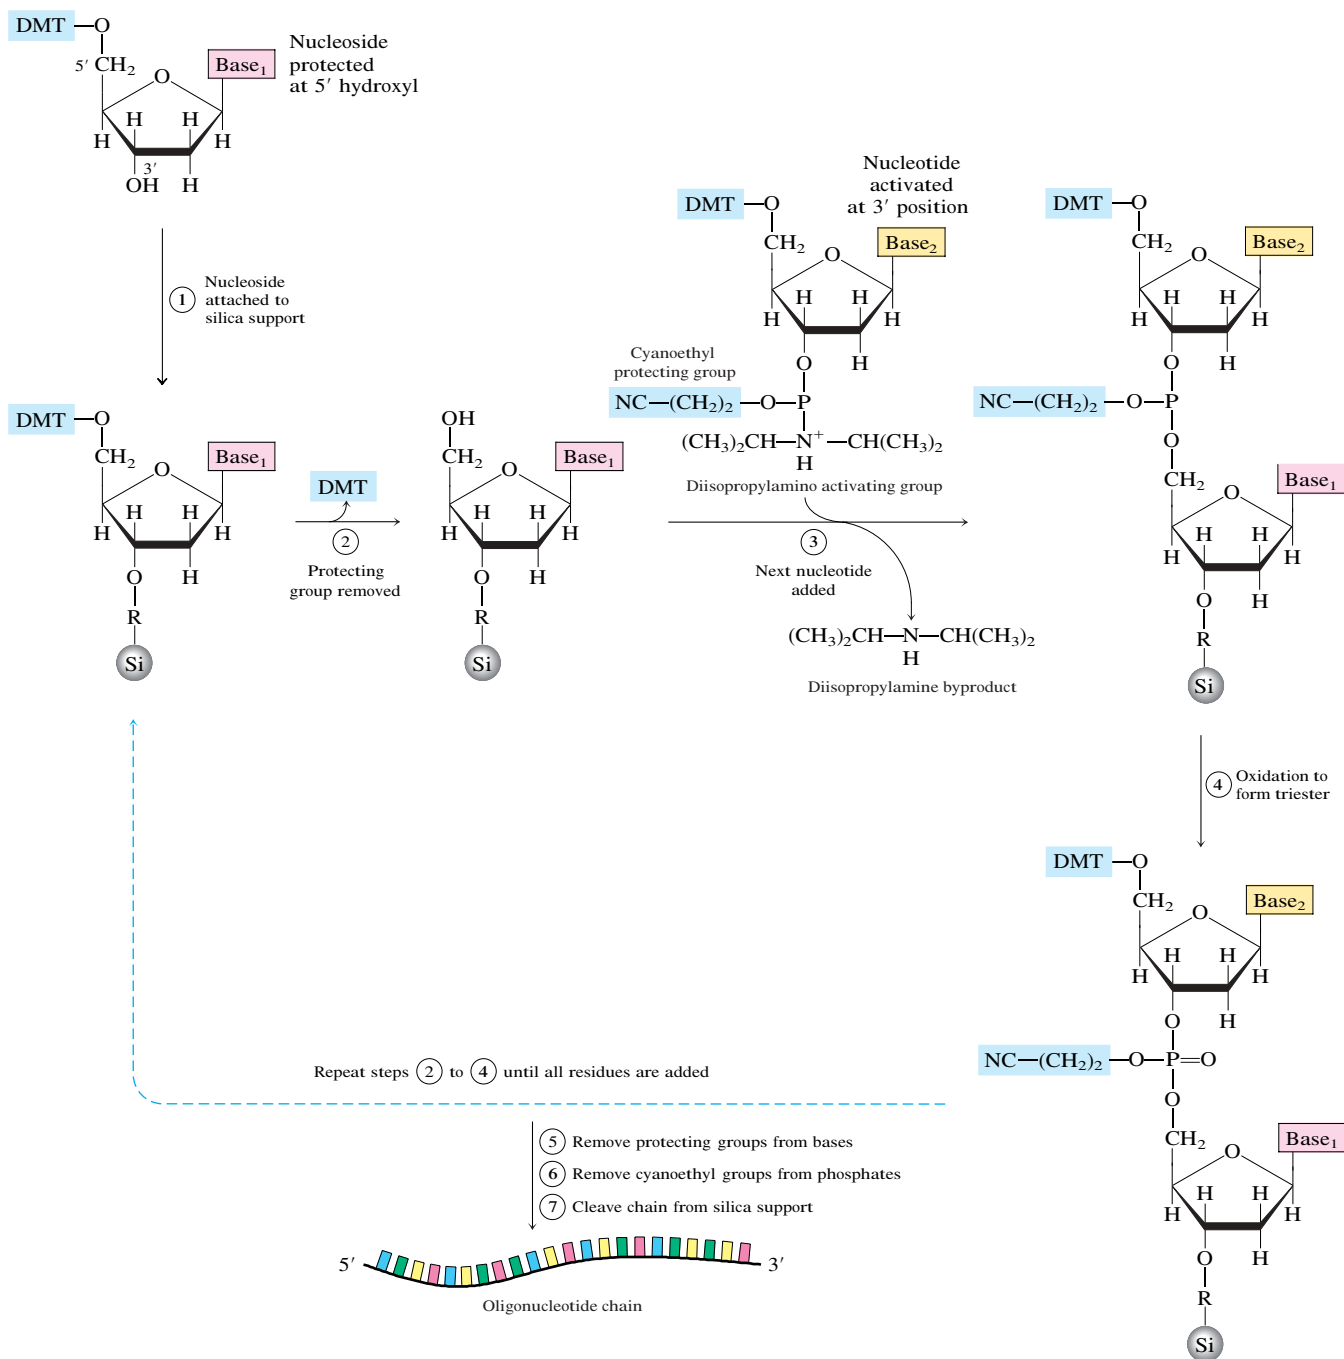 DMT—O
Nucleoside
protected
at 5′ hydroxyl
5′ CH₂
O
Base₁
H H
H H
3′
OH H
1 Nucleoside
attached to
silica support
DMT—O
CH₂
O
Base₁
H H
H H
O H
R
Si
DMT
2
Protecting
group removed
OH
CH₂
O
Base₁
H H
H H
O H
R
Si
Nucleotide
activated
at 3′ position
DMT—O
CH₂
O
Base₂
H H
H H
O H
Cyanoethyl
protecting group
NC—(CH₂)₂—O—P
(CH₃)₂CH—N⁺—CH(CH₃)₂
H
Diisopropylamino activating group
3
Next nucleotide
added
(CH₃)₂CH—N—CH(CH₃)₂
H
Diisopropylamine byproduct
DMT—O
CH₂
O
Base₂
H H
H H
O H
NC—(CH₂)₂—O—P
O
CH₂
O
Base₁
H H
H H
O H
R
Si
4 Oxidation to
form triester
DMT—O
CH₂
O
Base₂
H H
H H
O H
NC—(CH₂)₂—O—P=O
O
CH₂
O
Base₁
H H
H H
O H
R
Si
Repeat steps 2 to 4 until all residues are added
5 Remove protecting groups from bases
6 Remove cyanoethyl groups from phosphates
7 Cleave chain from silica support
5′ 3′
Oligonucleotide chain